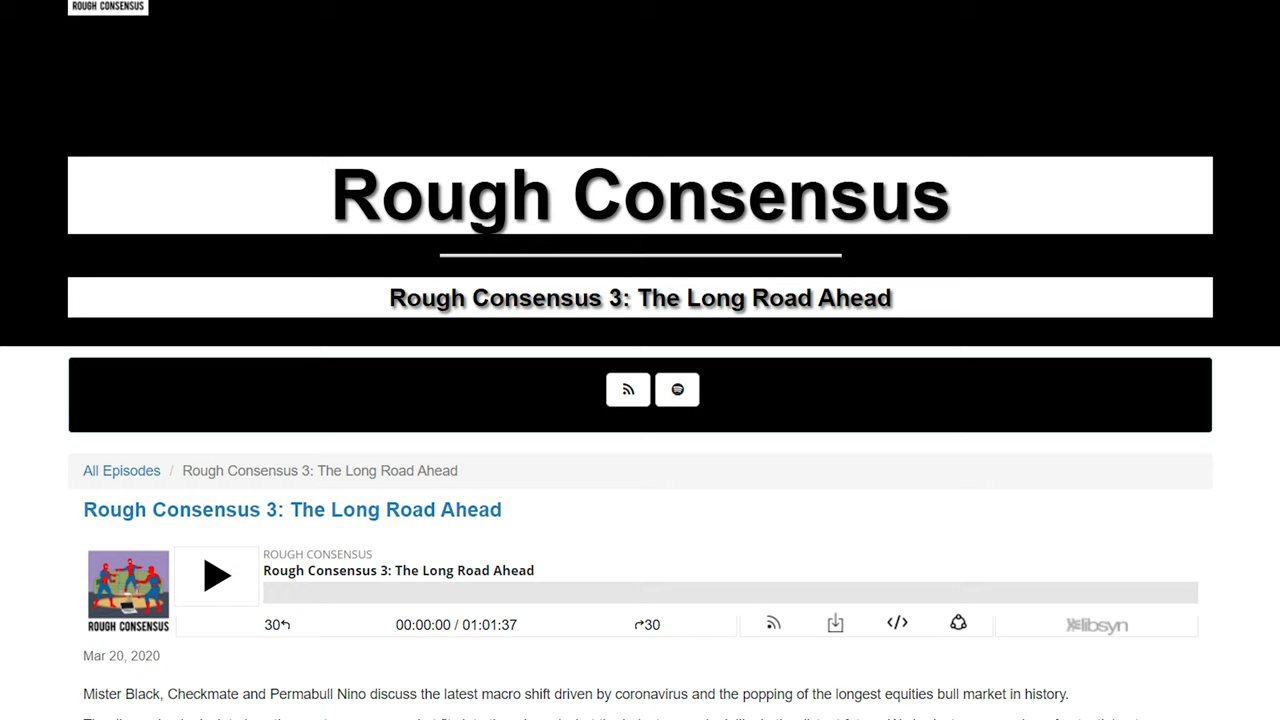 ROUGH CONSENSUS
Rough Consensus
Rough Consensus 3: The Long Road Ahead
All Episodes / Rough Consensus 3: The Long Road Ahead
Rough Consensus 3: The Long Road Ahead
ROUGH CONSENSUS
Rough Consensus 3: The Long Road Ahead
ROUGH CONSENSUS
30 00:00:00 / 01:01:37 30
libsyn
Mar 20, 2020
Mister Black, Checkmate and Permabull Nino discuss the latest macro shift driven by coronavirus and the popping of the longest equities bull market in history.